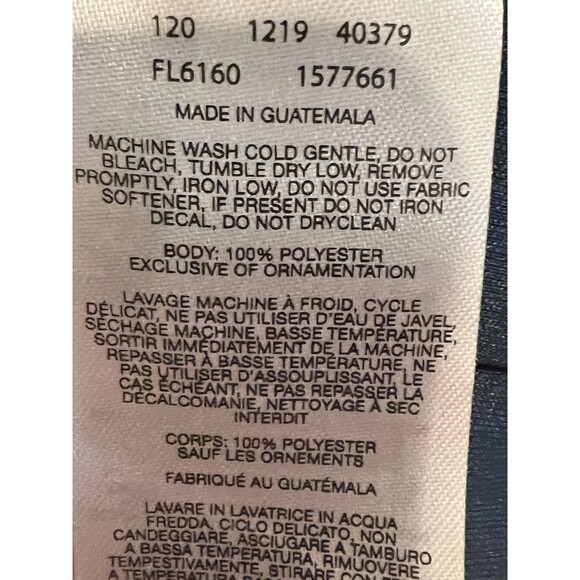 120 1219 40379
FL6160 1577661
MADE IN GUATEMALA
MACHINE WASH COLD GENTLE, DO NOT
BLEACH, TUMBLE DRY LOW, REMOVE
PROMPTLY, IRON LOW, DO NOT USE FABRIC
SOFTENER, IF PRESENT DO NOT IRON
DECAL, DO NOT DRYCLEAN
BODY: 100% POLYESTER
EXCLUSIVE OF ORNAMENTATION
LAVAGE MACHINE À FROID, CYCLE
DÉLICAT, NE PAS UTILISER D'EAU DE JAVEL,
SÉCHAGE MACHINE, BASSE TEMPÉRATURE,
SORTIR IMMÉDIATEMENT DE LA MACHINE,
REPASSER À BASSE TEMPÉRATURE, NE
PAS UTILISER D'ASSOUPLISSANT, LE
CAS ÉCHÉANT, NE PAS REPASSER LA
DÉCALCOMANIE, NETTOYAGE À SEC
INTERDIT
CORPS: 100% POLYESTER
SAUF LES ORNEMENTS
FABRIQUÉ AU GUATÉMALA
LAVARE IN LAVATRICE IN ACQUA
FREDDA, CICLO DELICATO, NON
CANDEGGIARE, ASCIUGARE A TAMBURO
A BASSA TEMPERATURA, RIMUOVERE
TEMPESTIVAMENTE, STIRARE CON
A TEMPERATURA